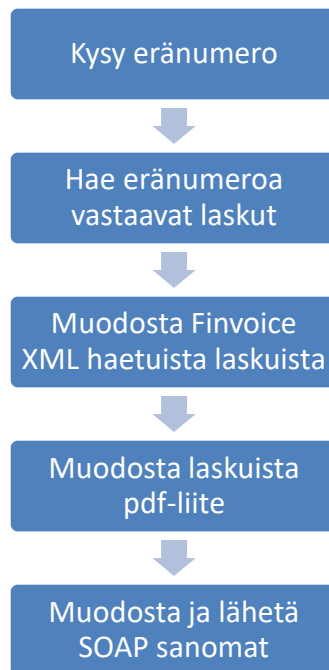 Kysy eränumero
Hae eränumeroa
vastaavat laskut
Muodosta Finvoice
XML haetuista laskuista
Muodosta laskuista
pdf-liite
Muodosta ja lähetä
SOAP sanomat